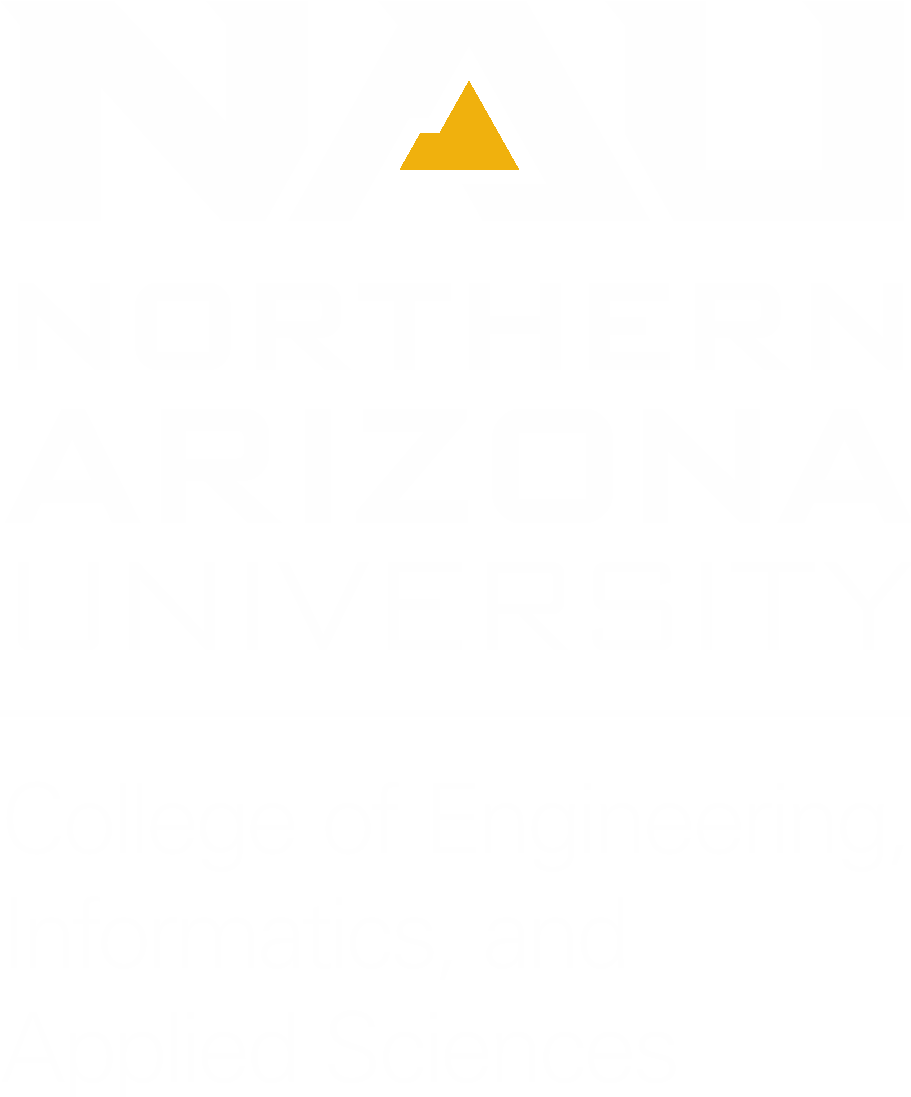 NAU
NORTHERN
ARIZONA
UNIVERSITY
College of Engineering,
Informatics, and
Applied Sciences